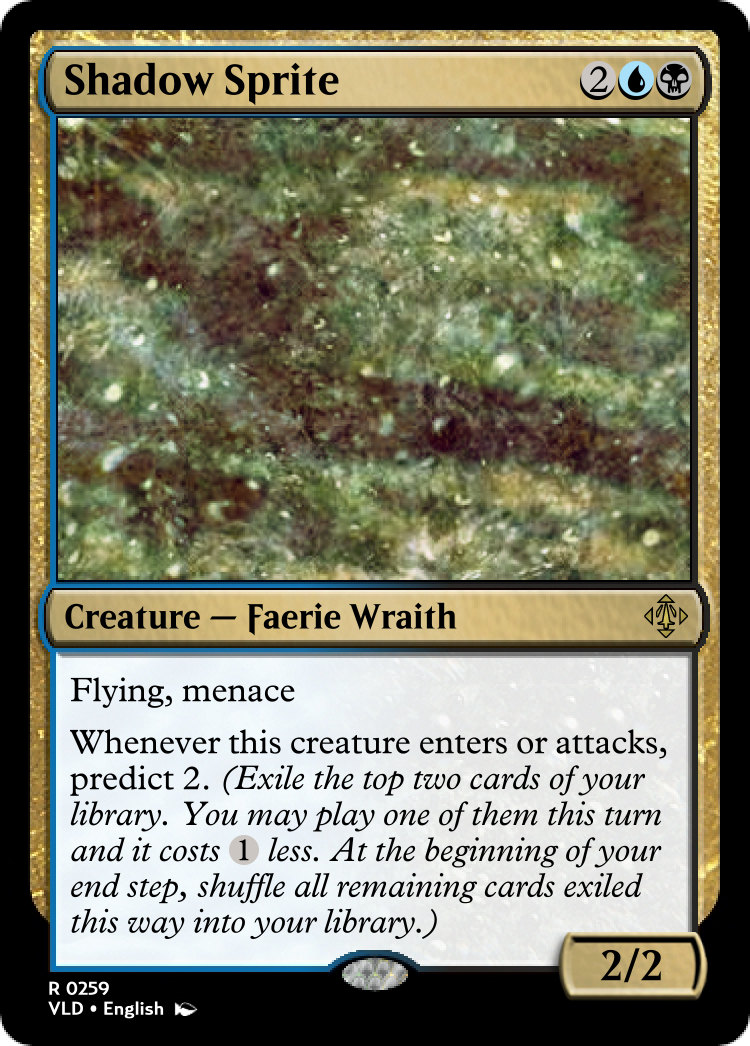 Shadow Sprite 2
Creature — Faerie Wraith
Flying, menace
Whenever this creature enters or attacks,
predict 2. (Exile the top two cards of your
library. You may play one of them this turn
and it costs 1 less. At the beginning of your
end step, shuffle all remaining cards exiled
this way into your library.)
2/2
R 0259
VLD • English